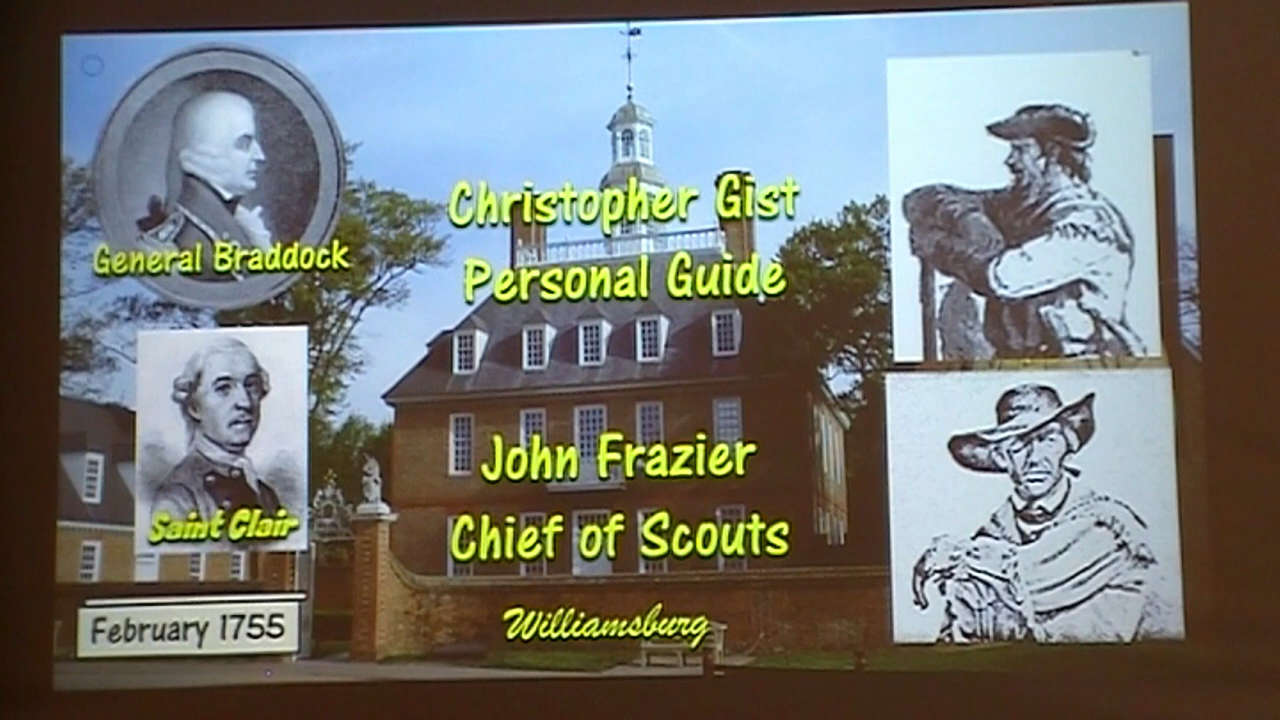 General Braddock
Saint Clair
February 1755
Christopher Gist
Personal Guide
John Frazier
Chief of Scouts
Williamsburg